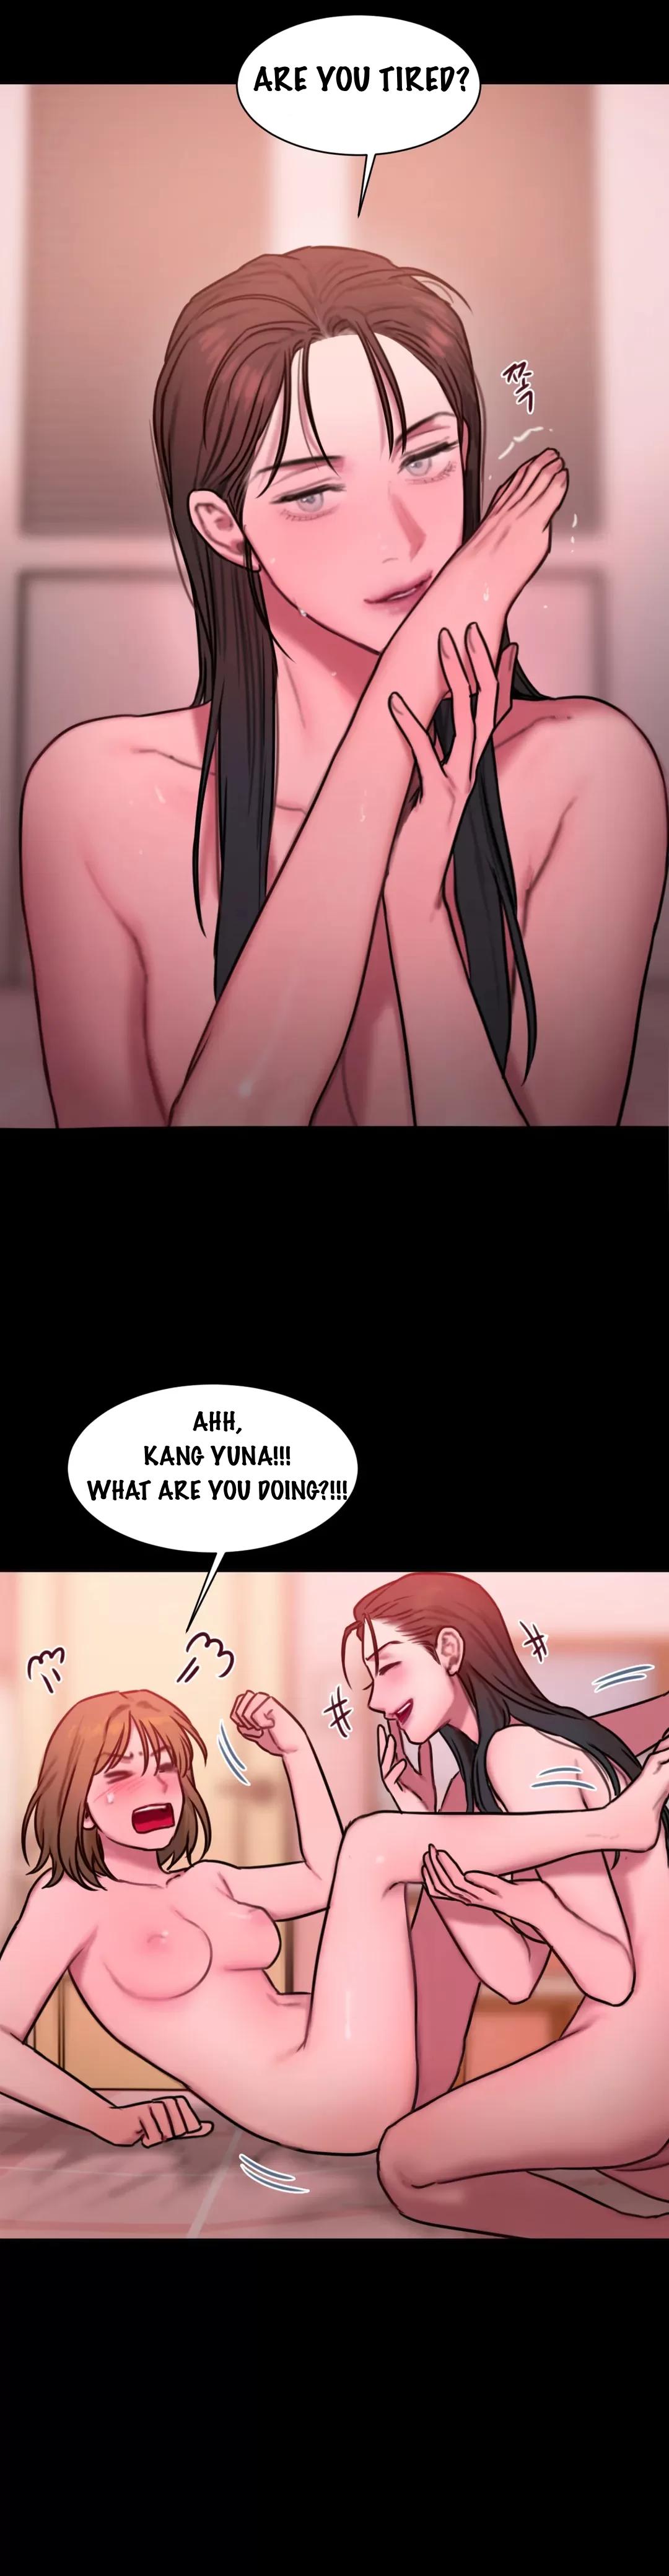 ARE YOU TIRED?
쪽
AHH,
KANG YUNA!!!
WHAT ARE YOU DOING?!!!